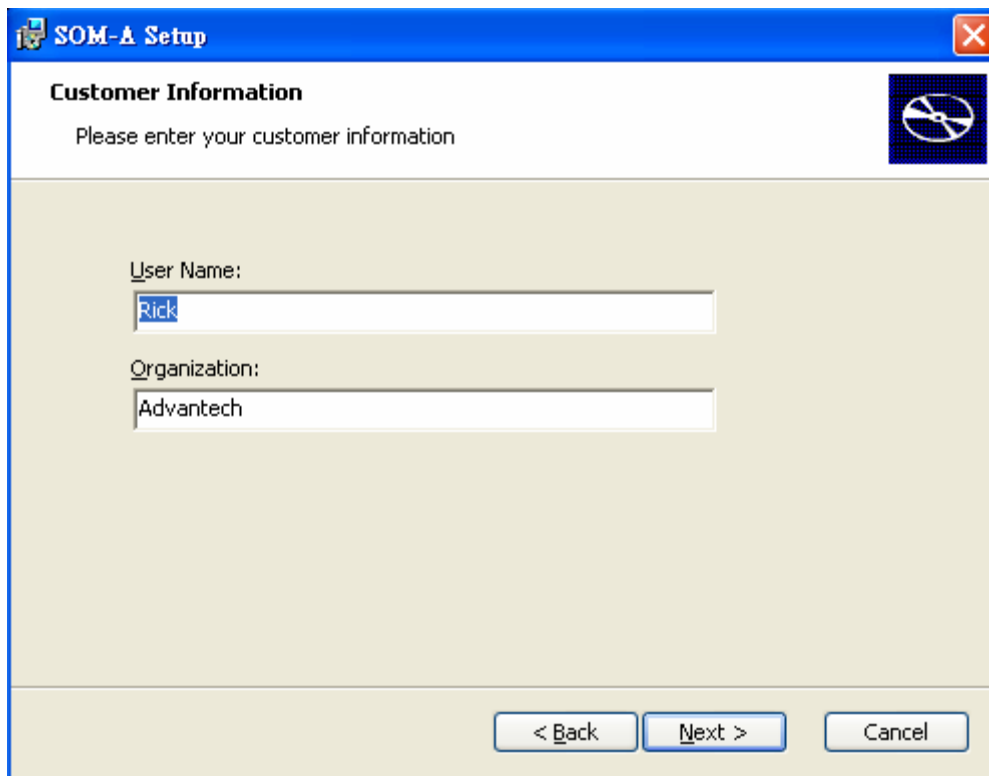 SOM-A Setup
Customer Information
Please enter your customer information
User Name:
Rick
Organization:
Advantech
< Back
Next >
Cancel